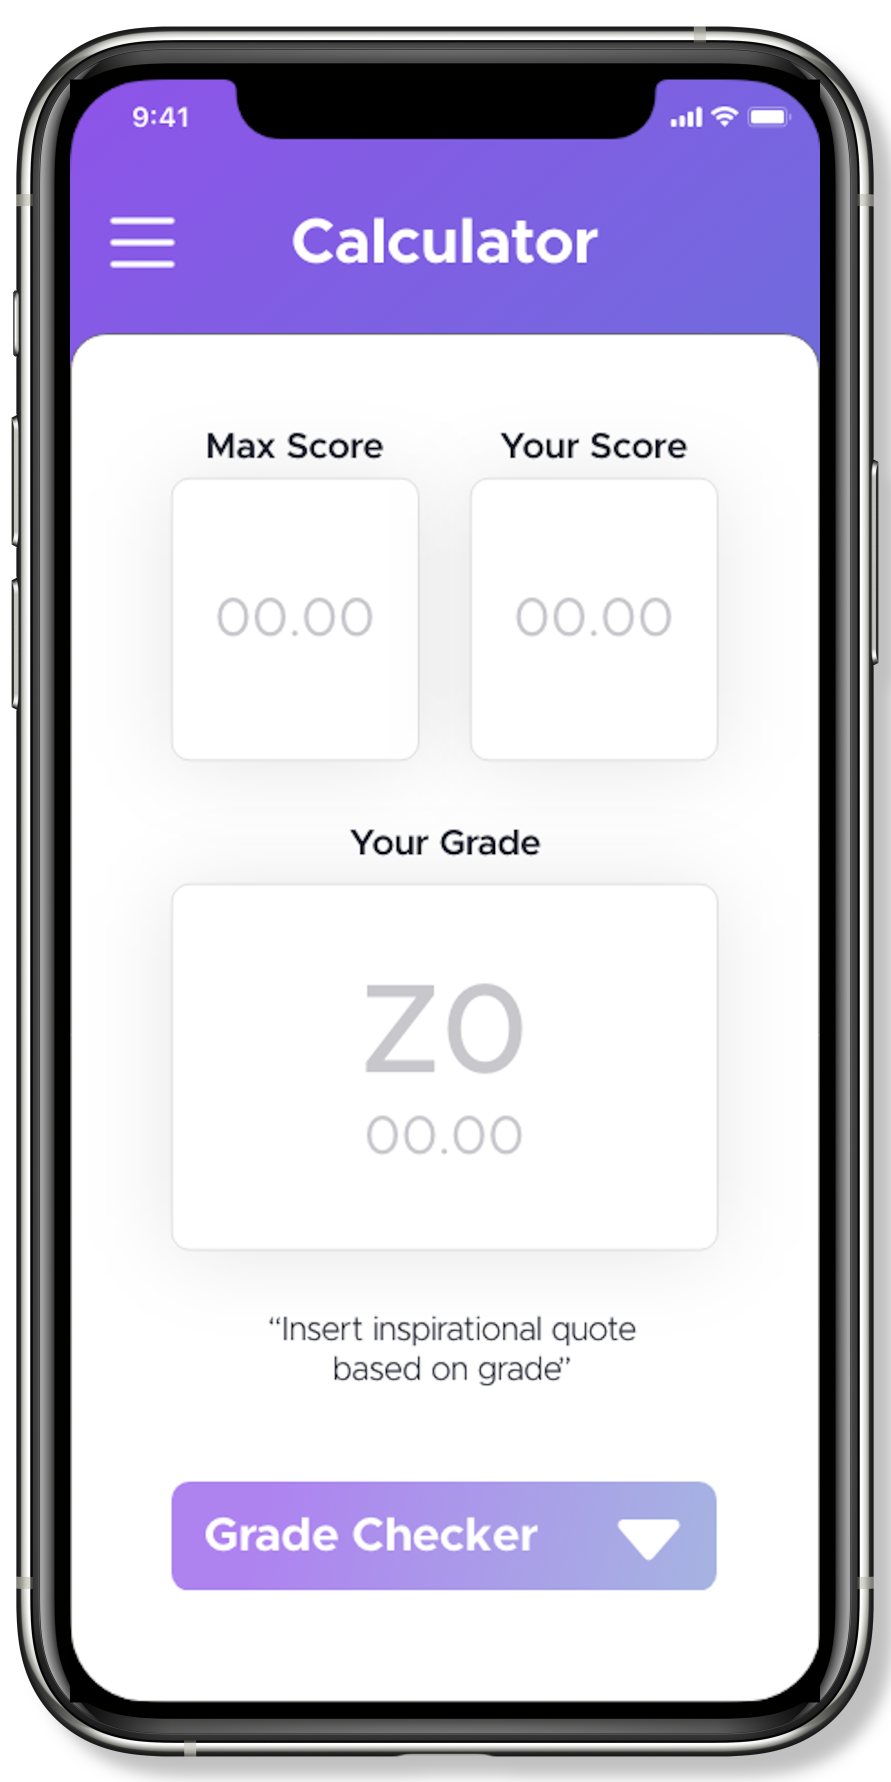 9:41
Calculator
Max Score Your Score
00.00 00.00
Your Grade
ZO
00.00
“Insert inspirational quote
based on grade”
Grade Checker